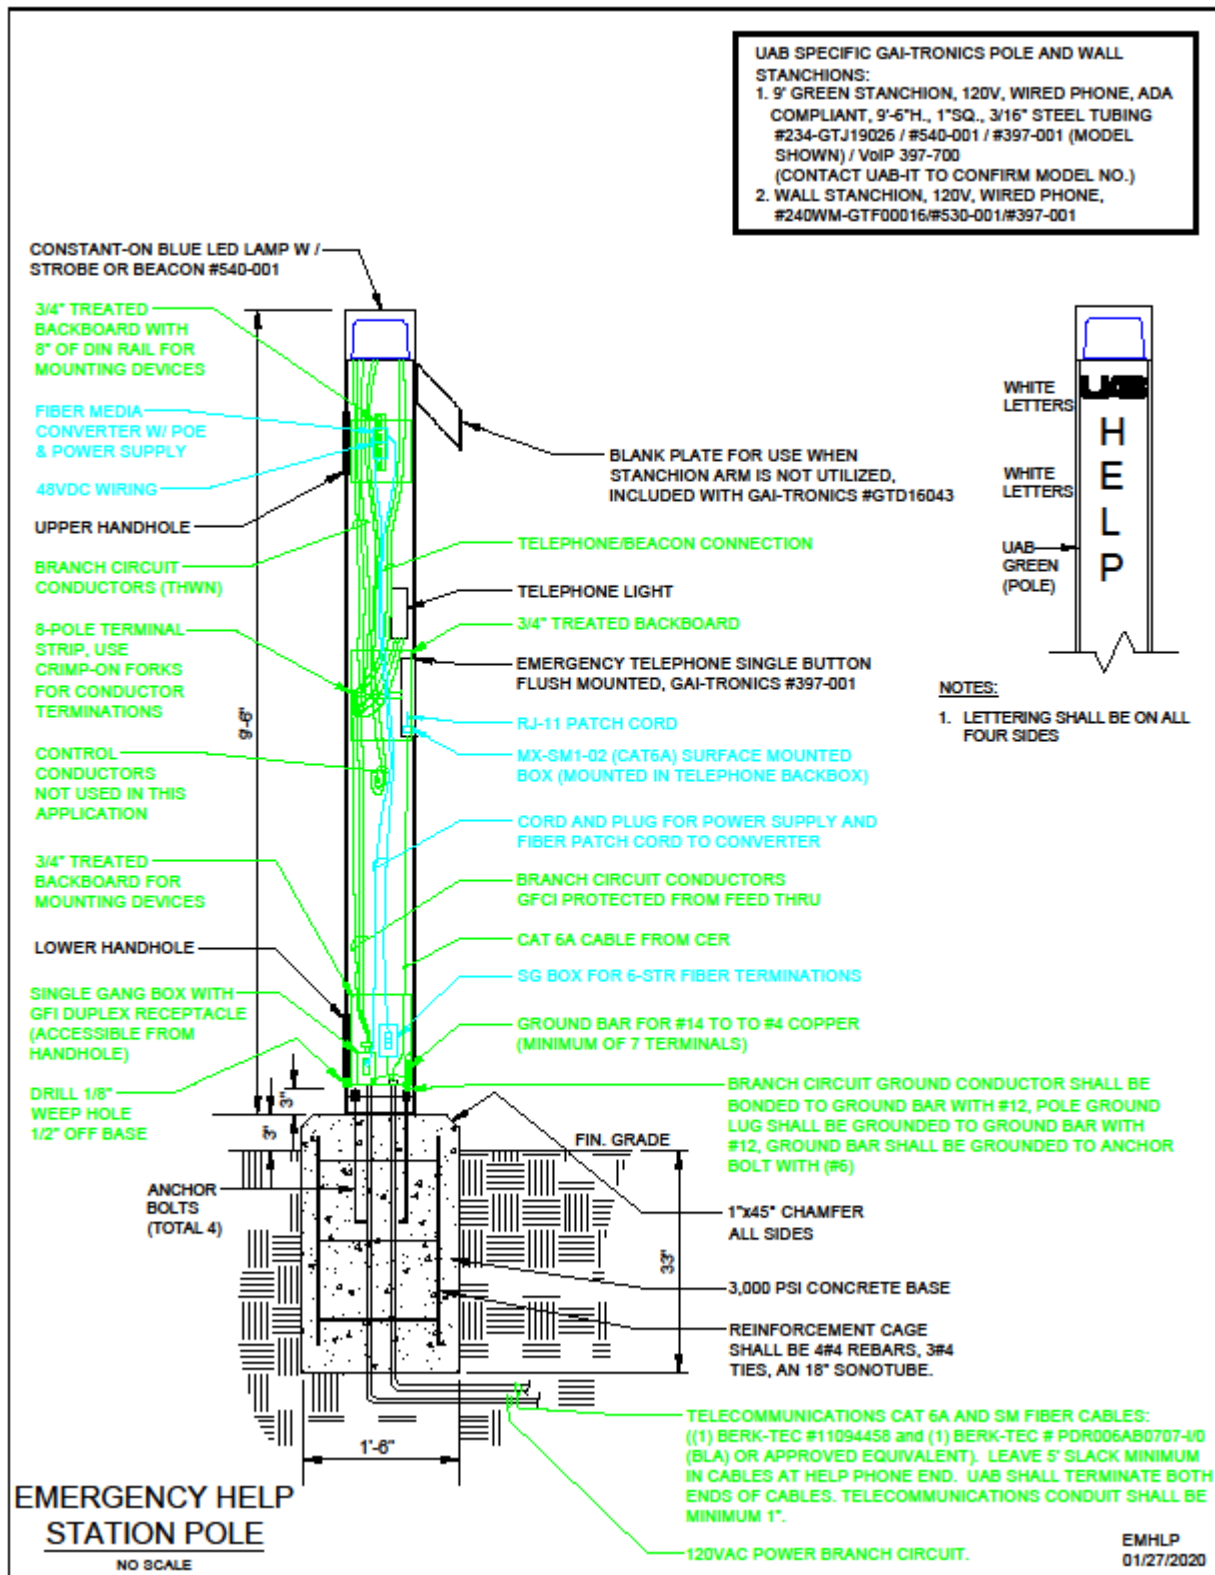 UAB SPECIFIC GAI-TRONICS POLE AND WALL
STANCHIONS:
1. 9' GREEN STANCHION, 120V, WIRED PHONE, ADA
COMPLIANT, 9'-6"H., 1"SQ., 3/16" STEEL TUBING
#234-GTJ19026 / #540-001 / #397-001 (MODEL
SHOWN) / VoIP 397-700
(CONTACT UAB-IT TO CONFIRM MODEL NO.)
2. WALL STANCHION, 120V, WIRED PHONE,
#240WM-GTF00016/#530-001/#397-001
CONSTANT-ON BLUE LED LAMP W /
STROBE OR BEACON #540-001
3/4" TREATED
BACKBOARD WITH
8" OF DIN RAIL FOR
MOUNTING DEVICES
FIBER MEDIA
CONVERTER W/ POE
& POWER SUPPLY
48VDC WIRING
UPPER HANDHOLE
BRANCH CIRCUIT
CONDUCTORS (THWN)
8-POLE TERMINAL
STRIP, USE
CRIMP-ON FORKS
FOR CONDUCTOR
TERMINATIONS
9'-6"
CONTROL
CONDUCTORS
NOT USED IN THIS
APPLICATION
3/4" TREATED
BACKBOARD FOR
MOUNTING DEVICES
LOWER HANDHOLE
SINGLE GANG BOX WITH
GFI DUPLEX RECEPTACLE
(ACCESSIBLE FROM
HANDHOLE)
DRILL 1/8"
WEEP HOLE
1/2" OFF BASE
3"
3"
ANCHOR
BOLTS
(TOTAL 4)
BLANK PLATE FOR USE WHEN
STANCHION ARM IS NOT UTILIZED,
INCLUDED WITH GAI-TRONICS #GTD16043
TELEPHONE/BEACON CONNECTION
TELEPHONE LIGHT
3/4" TREATED BACKBOARD
EMERGENCY TELEPHONE SINGLE BUTTON
FLUSH MOUNTED, GAI-TRONICS #397-001
RJ-11 PATCH CORD
MX-SM1-02 (CAT6A) SURFACE MOUNTED
BOX (MOUNTED IN TELEPHONE BACKBOX)
CORD AND PLUG FOR POWER SUPPLY AND
FIBER PATCH CORD TO CONVERTER
BRANCH CIRCUIT CONDUCTORS
GFCI PROTECTED FROM FEED THRU
CAT 6A CABLE FROM CER
SG BOX FOR 6-STR FIBER TERMINATIONS
GROUND BAR FOR #14 TO TO #4 COPPER
(MINIMUM OF 7 TERMINALS)
BRANCH CIRCUIT GROUND CONDUCTOR SHALL BE
BONDED TO GROUND BAR WITH #12, POLE GROUND
LUG SHALL BE GROUNDED TO GROUND BAR WITH
#12, GROUND BAR SHALL BE GROUNDED TO ANCHOR
BOLT WITH (#6)
FIN. GRADE
1"x45° CHAMFER
ALL SIDES
33"
3,000 PSI CONCRETE BASE
REINFORCEMENT CAGE
SHALL BE 4#4 REBARS, 3#4
TIES, AN 18" SONOTUBE.
1'-6"
TELECOMMUNICATIONS CAT 6A AND SM FIBER CABLES:
((1) BERK-TEC #11094458 and (1) BERK-TEC # PDR006AB0707-I/0
(BLA) OR APPROVED EQUIVALENT). LEAVE 5' SLACK MINIMUM
IN CABLES AT HELP PHONE END. UAB SHALL TERMINATE BOTH
ENDS OF CABLES. TELECOMMUNICATIONS CONDUIT SHALL BE
MINIMUM 1".
120VAC POWER BRANCH CIRCUIT.
WHITE
LETTERS
WHITE
LETTERS
UAB
GREEN
(POLE)
UAB
H
E
L
P
NOTES:
1. LETTERING SHALL BE ON ALL
FOUR SIDES
EMERGENCY HELP
STATION POLE
NO SCALE
EMHLP
01/27/2020